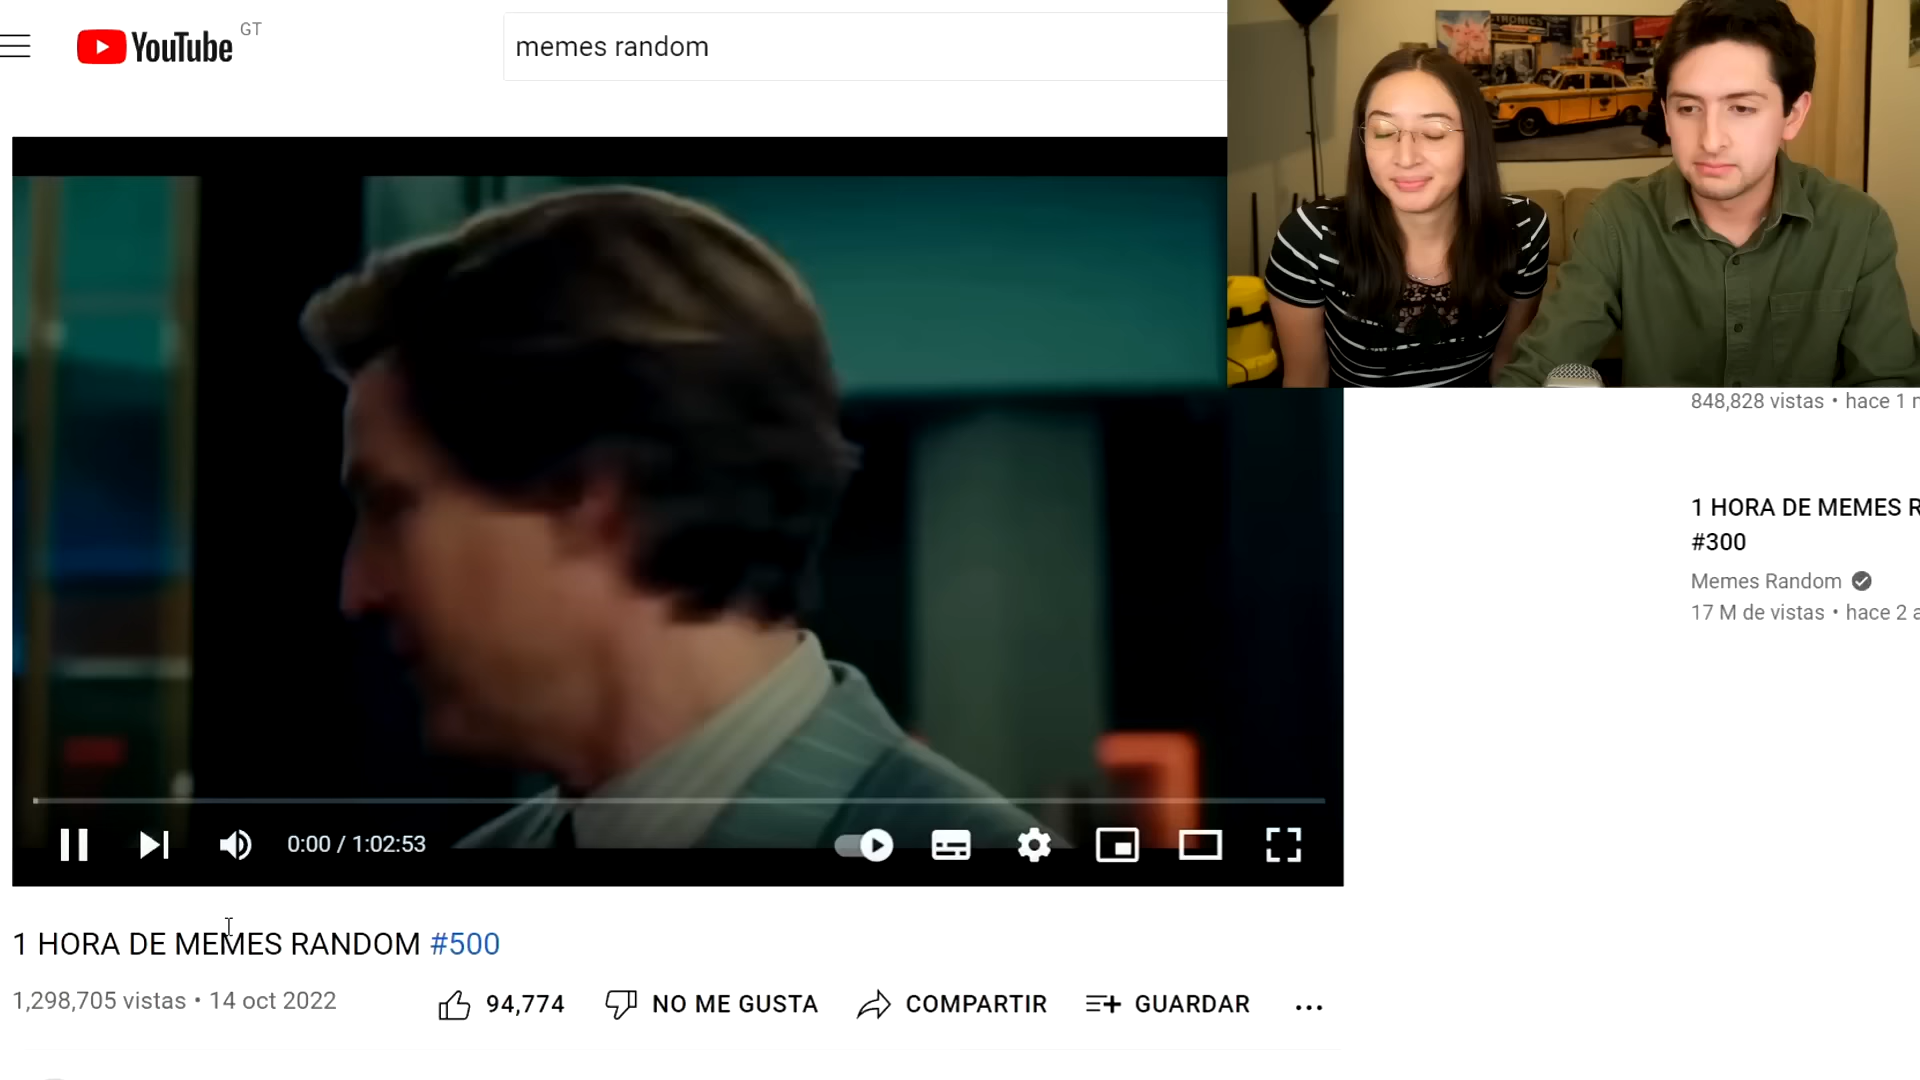 YouTube GT
memes random
TRONICS
848,828 vistas • hace 1
1 HORA DE MEMES R
#300
Memes Random
17 M de vistas • hace 2 a
0:00 / 1:02:53
1 HORA DE MEMES RANDOM #500
1,298,705 vistas • 14 oct 2022
94,774
NO ME GUSTA
COMPARTIR
GUARDAR